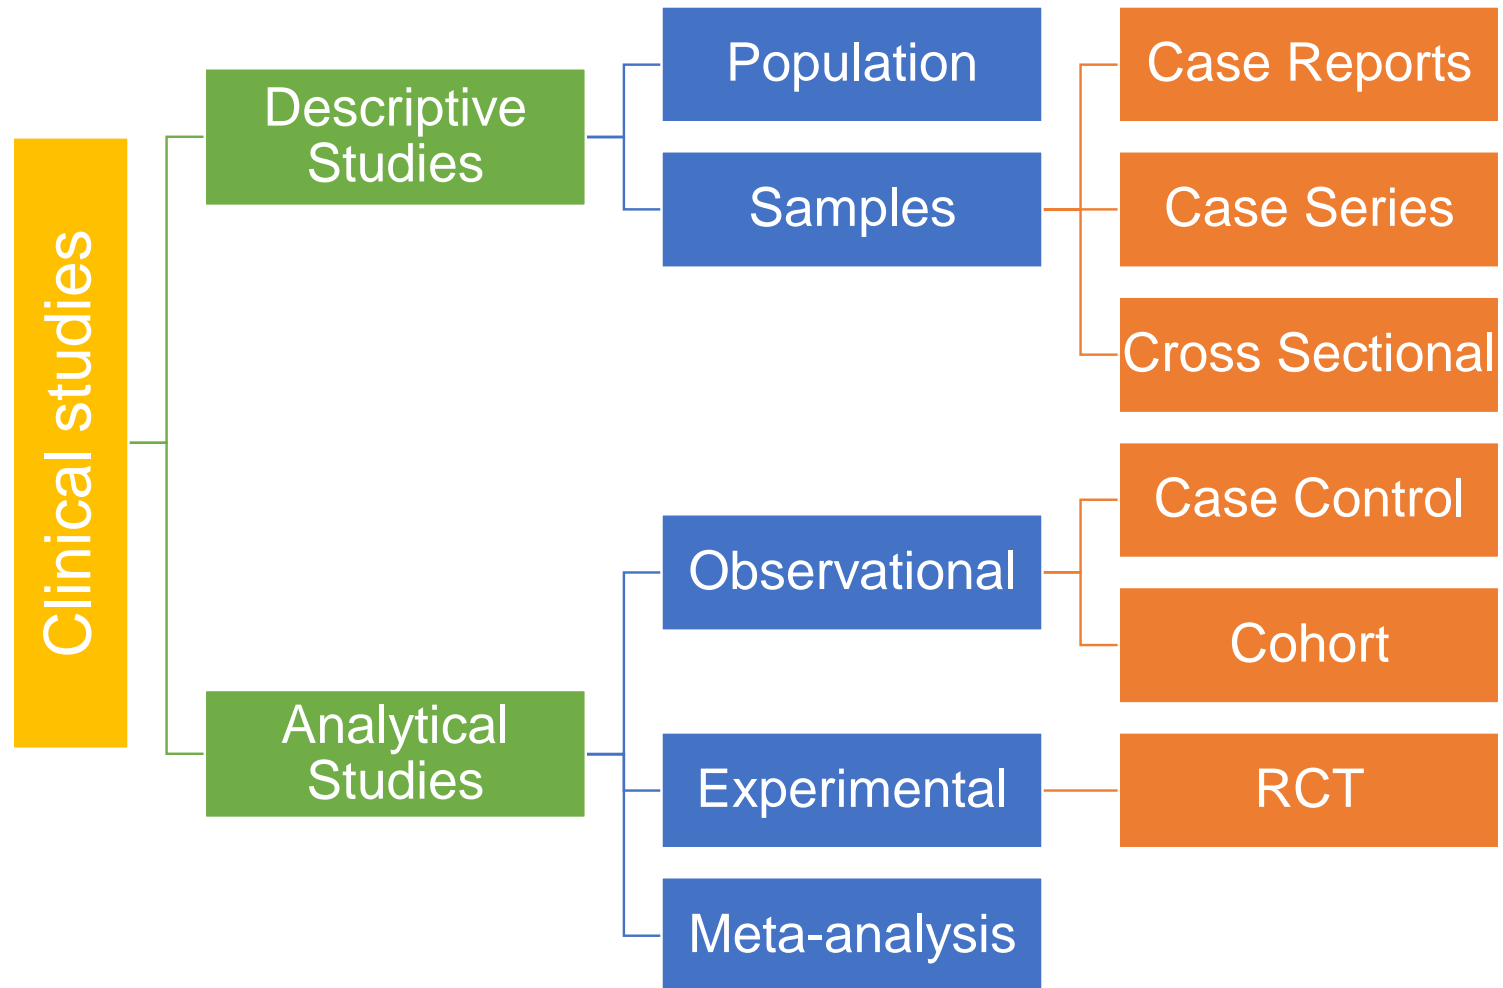 Clinical studies
Descriptive
Studies
Population
Samples
Case Reports
Case Series
Cross Sectional
Analytical
Studies
Observational
Case Control
Cohort
Experimental
RCT
Meta-analysis